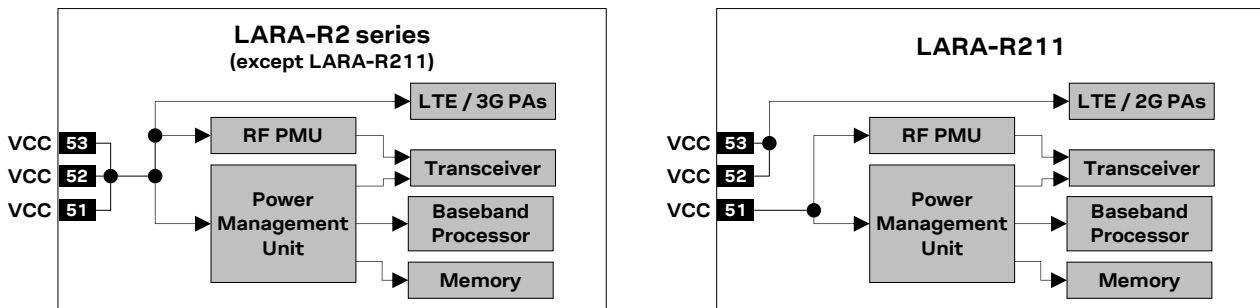 LARA-R2 series
(except LARA-R211)
LTE / 3G PAs
RF PMU
VCC 53
Transceiver
VCC 52
Power
Management
Unit
VCC 51
Baseband
Processor
Memory
LARA-R211
LTE / 2G PAs
RF PMU
VCC 53
Transceiver
VCC 52
Power
Management
Unit
VCC 51
Baseband
Processor
Memory